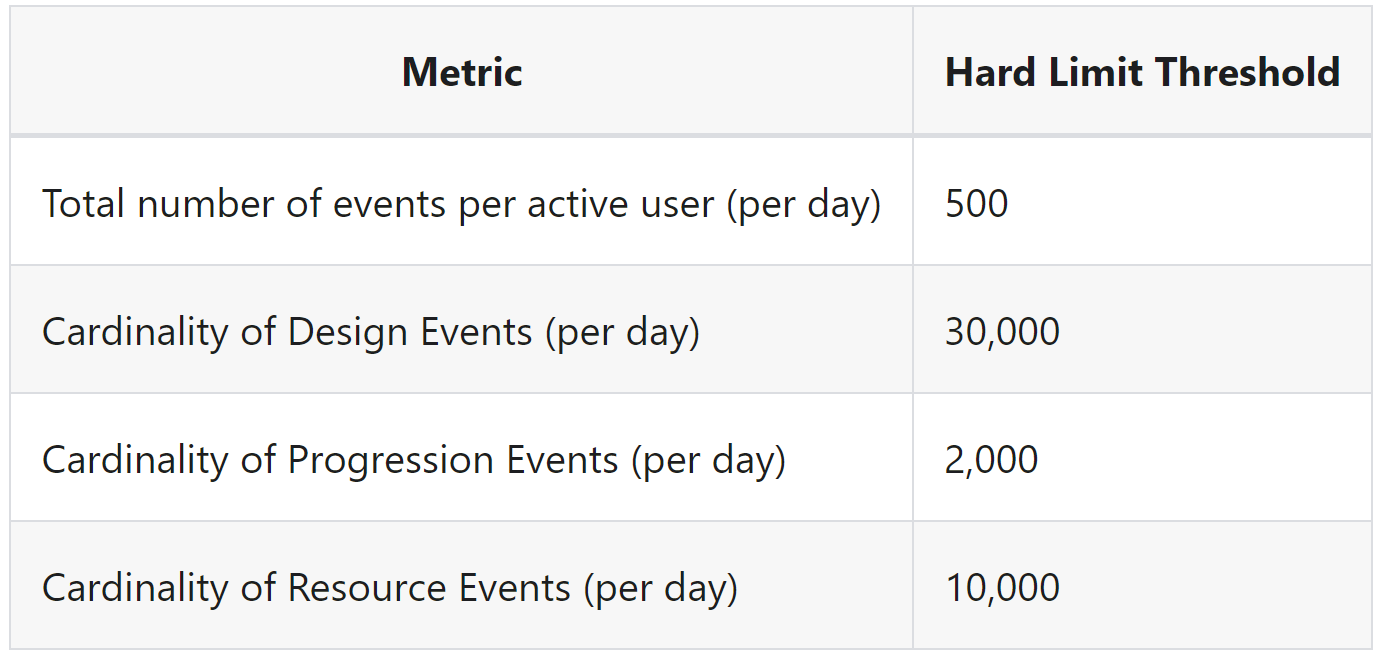 Metric Hard Limit Threshold
Total number of events per active user (per day) 500
Cardinality of Design Events (per day) 30,000
Cardinality of Progression Events (per day) 2,000
Cardinality of Resource Events (per day) 10,000